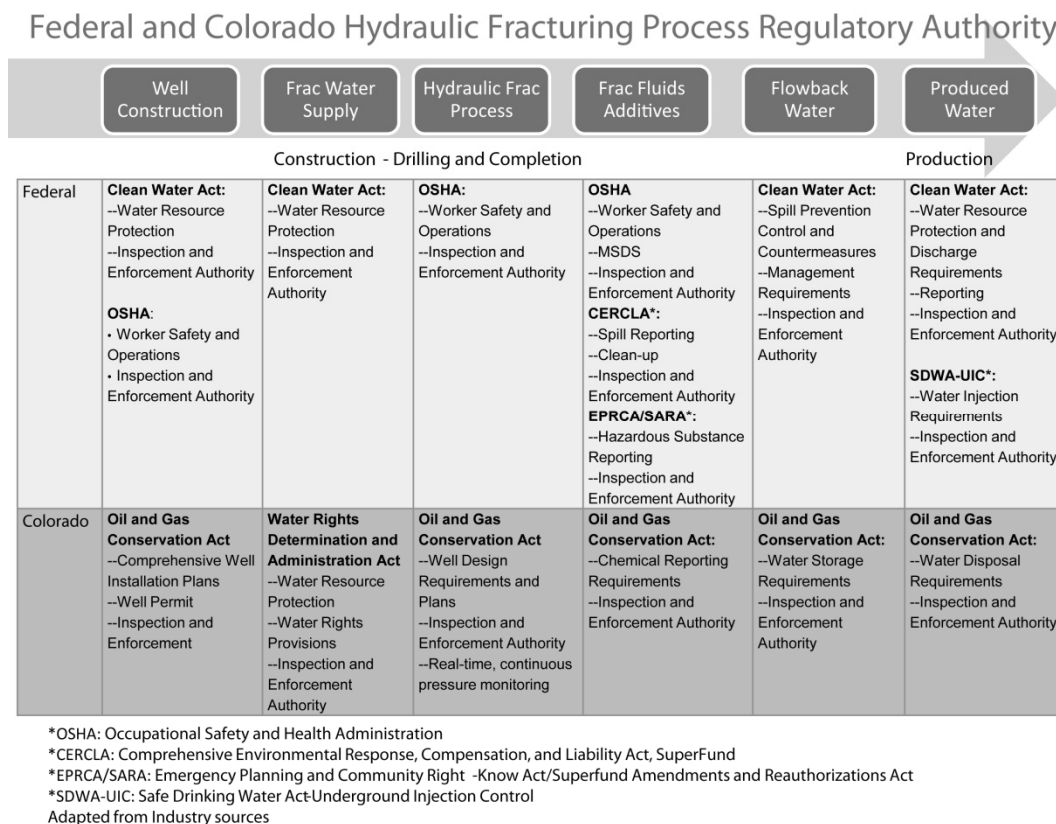 Federal and Colorado Hydraulic Fracturing Process Regulatory Authority
Well
Construction
Frac Water
Supply
Hydraulic Frac
Process
Frac Fluids
Additives
Flowback
Water
Produced
Water
Construction - Drilling and Completion
Production
Federal
Clean Water Act:
--Water Resource
Protection
--Inspection and
Enforcement Authority
OSHA:
• Worker Safety and
Operations
• Inspection and
Enforcement Authority
Clean Water Act:
--Water Resource
Protection
--Inspection and
Enforcement
Authority
OSHA:
--Worker Safety and
Operations
--Inspection and
Enforcement Authority
OSHA
--Worker Safety and
Operations
--MSDS
--Inspection and
Enforcement Authority
CERCLA*:
--Spill Reporting
--Clean-up
--Inspection and
Enforcement Authority
EPRCA/SARA*:
--Hazardous Substance
Reporting
--Inspection and
Enforcement Authority
Clean Water Act:
--Spill Prevention
Control and
Countermeasures
--Management
Requirements
--Inspection and
Enforcement
Authority
Clean Water Act:
--Water Resource
Protection and
Discharge
Requirements
--Reporting
--Inspection and
Enforcement Authority
SDWA-UIC*:
--Water Injection
Requirements
--Inspection and
Enforcement Authority
Colorado
Oil and Gas
Conservation Act
--Comprehensive Well
Installation Plans
--Well Permit
--Inspection and
Enforcement
Water Rights
Determination and
Administration Act
--Water Resource
Protection
--Water Rights
Provisions
--Inspection and
Enforcement
Authority
Oil and Gas
Conservation Act
--Well Design
Requirements and
Plans
--Inspection and
Enforcement Authority
--Real-time, continuous
pressure monitoring
Oil and Gas
Conservation Act:
--Chemical Reporting
Requirements
--Inspection and
Enforcement Authority
Oil and Gas
Conservation Act:
--Water Storage
Requirements
--Inspection and
Enforcement
Authority
Oil and Gas
Conservation Act:
--Water Disposal
Requirements
--Inspection and
Enforcement Authority
*OSHA: Occupational Safety and Health Administration
*CERCLA: Comprehensive Environmental Response, Compensation, and Liability Act, SuperFund
*EPRCA/SARA: Emergency Planning and Community Right -Know Act/Superfund Amendments and Reauthorizations Act
*SDWA-UIC: Safe Drinking Water Act-Underground Injection Control
Adapted from Industry sources